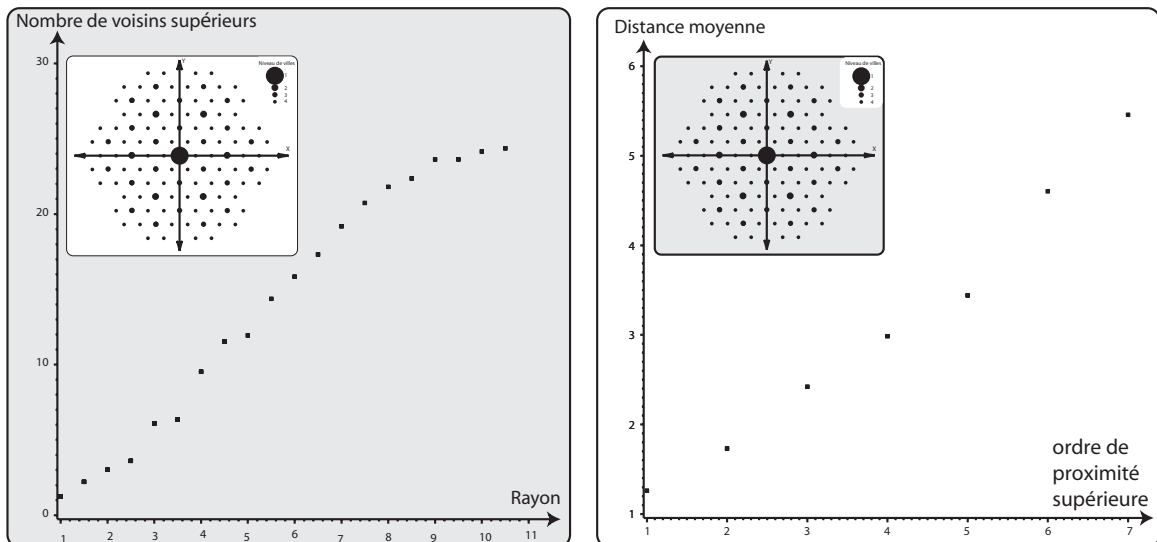 Nombre de voisins supérieurs
30
20
10
0
Y
X
Niveau de villes
1
2
3
4
Rayon
1 2 3 4 5 6 7 8 9 10 11
Distance moyenne
6
5
4
3
2
1
Y
X
Niveau de villes
1
2
3
4
ordre de
proximité
supérieure
1 2 3 4 5 6 7